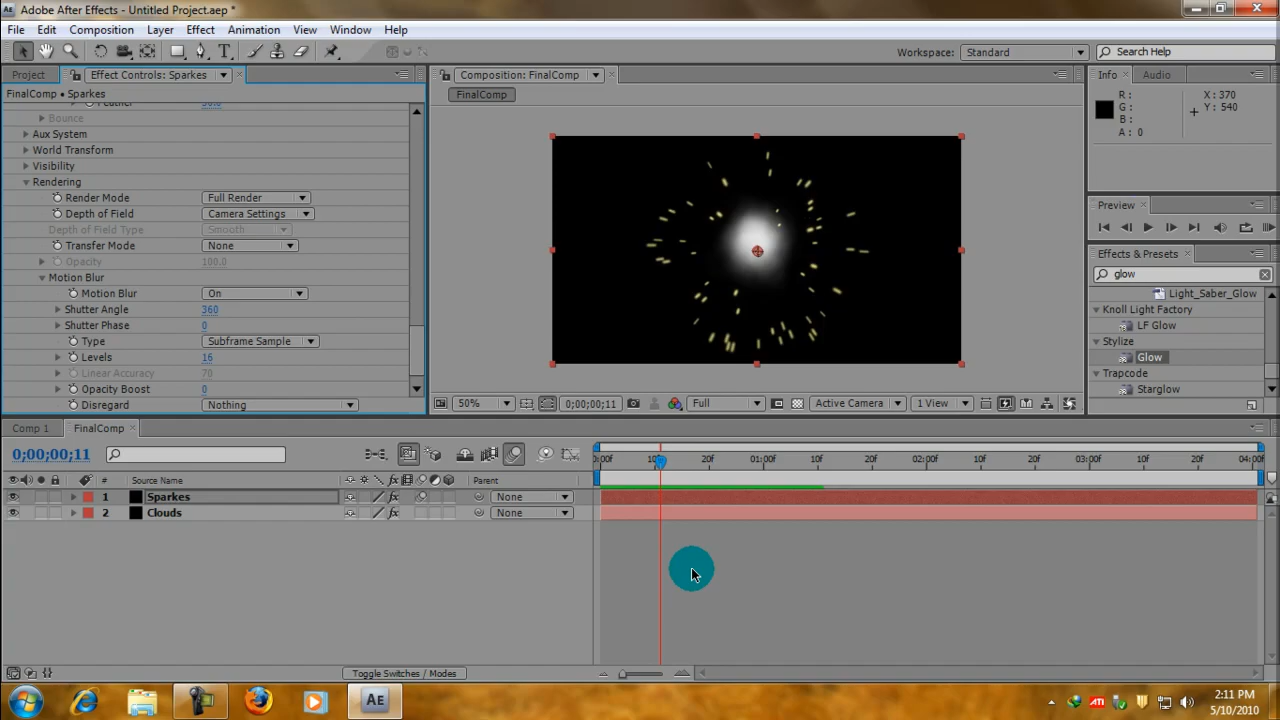 Adobe After Effects - Untitled Project.aep *
File Edit Composition Layer Effect Animation View Window Help
Workspace: Standard Search Help
Project Effect Controls: Sparkes
Composition: FinalComp
Info Audio
FinalComp • Sparkes
FinalComp
R: X: 370
G: Y: 540
B:
A: 0
Feather 50.0
Bounce
Aux System
World Transform
Visibility
Rendering
Render Mode Full Render
Depth of Field Camera Settings
Depth of Field Type Smooth
Transfer Mode None
Opacity 100.0
Motion Blur
Motion Blur On
Shutter Angle 360
Shutter Phase 0
Type Subframe Sample
Levels 16
Linear Accuracy 70
Opacity Boost 0
Disregard Nothing
50% 0;00;00;11 Full Active Camera 1 View
Preview
Effects & Presets
glow
Light_Saber_Glow
Knoll Light Factory
LF Glow
Stylize
Glow
Trapcode
Starglow
Comp 1 FinalComp
0;00;00;11
:00f 10f 20f 01:00f 10f 20f 02:00f 10f 20f 03:00f 10f 20f 04:00f
# Source Name Parent
1 Sparkes fx None
2 Clouds fx None
Toggle Switches / Modes
AE
ATI
2:11 PM
5/10/2010